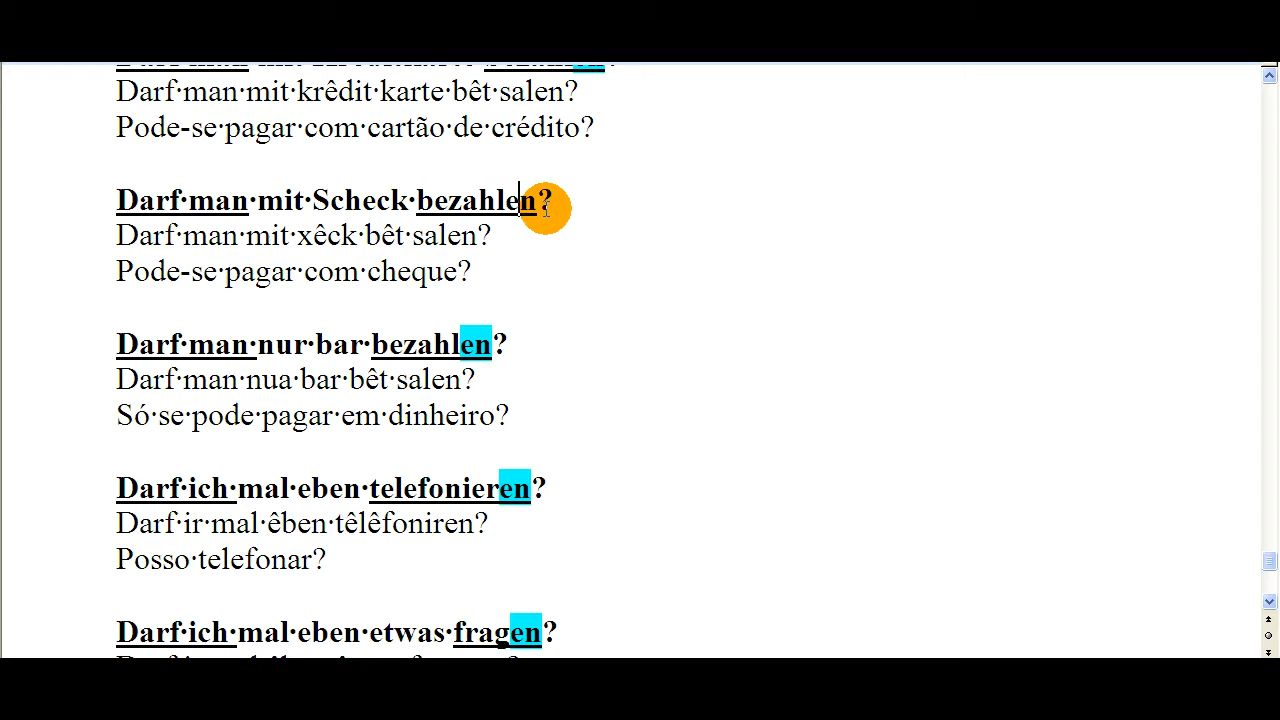 Darf·man·mit·krêdit·karte·bêt·salen?
Pode-se·pagar·com·cartão·de·crédito?
Darf·man·mit·Scheck·bezahlen?
Darf·man·mit·xêck·bêt·salen?
Pode-se·pagar·com·cheque?
Darf·man·nur·bar·bezahlen?
Darf·man·nua·bar·bêt·salen?
Só·se·pode·pagar·em·dinheiro?
Darf·ich·mal·eben·telefonieren?
Darf·ir·mal·êben·têlêfoniren?
Posso·telefonar?
Darf·ich·mal·eben·etwas·fragen?